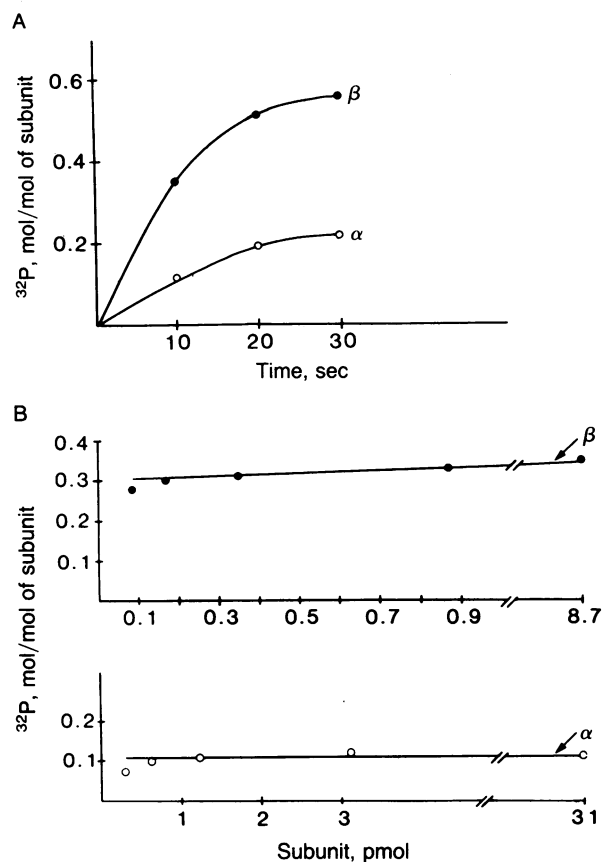 A
³²P, mol/mol of subunit
0.6
0.4
0.2
β
α
10 20 30
Time, sec
B
³²P, mol/mol of subunit
0.4
0.3
0.2
0.1
β
0.1 0.3 0.5 0.7 0.9 8.7
0.2
0.1
α
1 2 3 31
Subunit, pmol